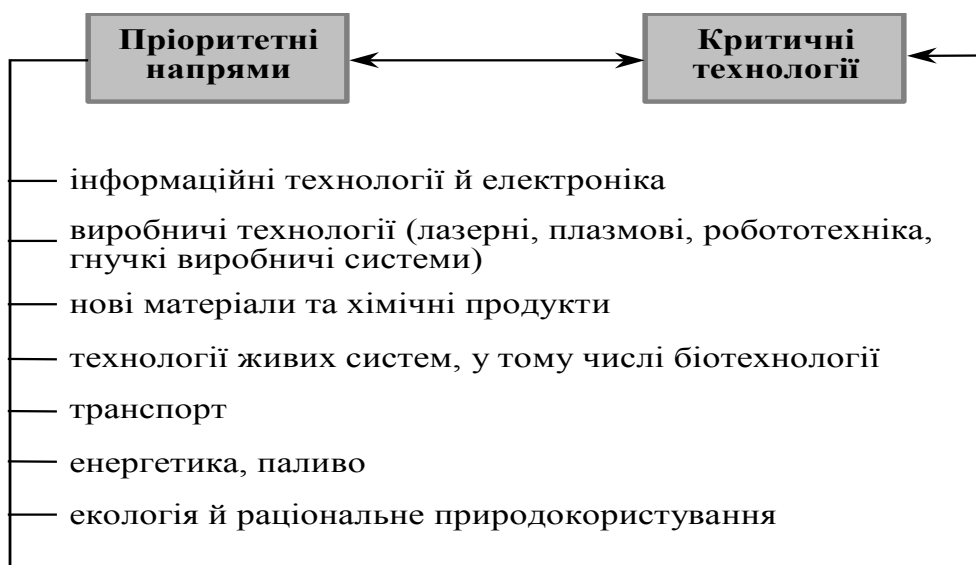 Пріоритетні
напрями
Критичні
технології
інформаційні технології й електроніка
виробничі технології (лазерні, плазмові, робототехніка,
гнучкі виробничі системи)
нові матеріали та хімічні продукти
технології живих систем, у тому числі біотехнології
транспорт
енергетика, паливо
екологія й раціональне природокористування